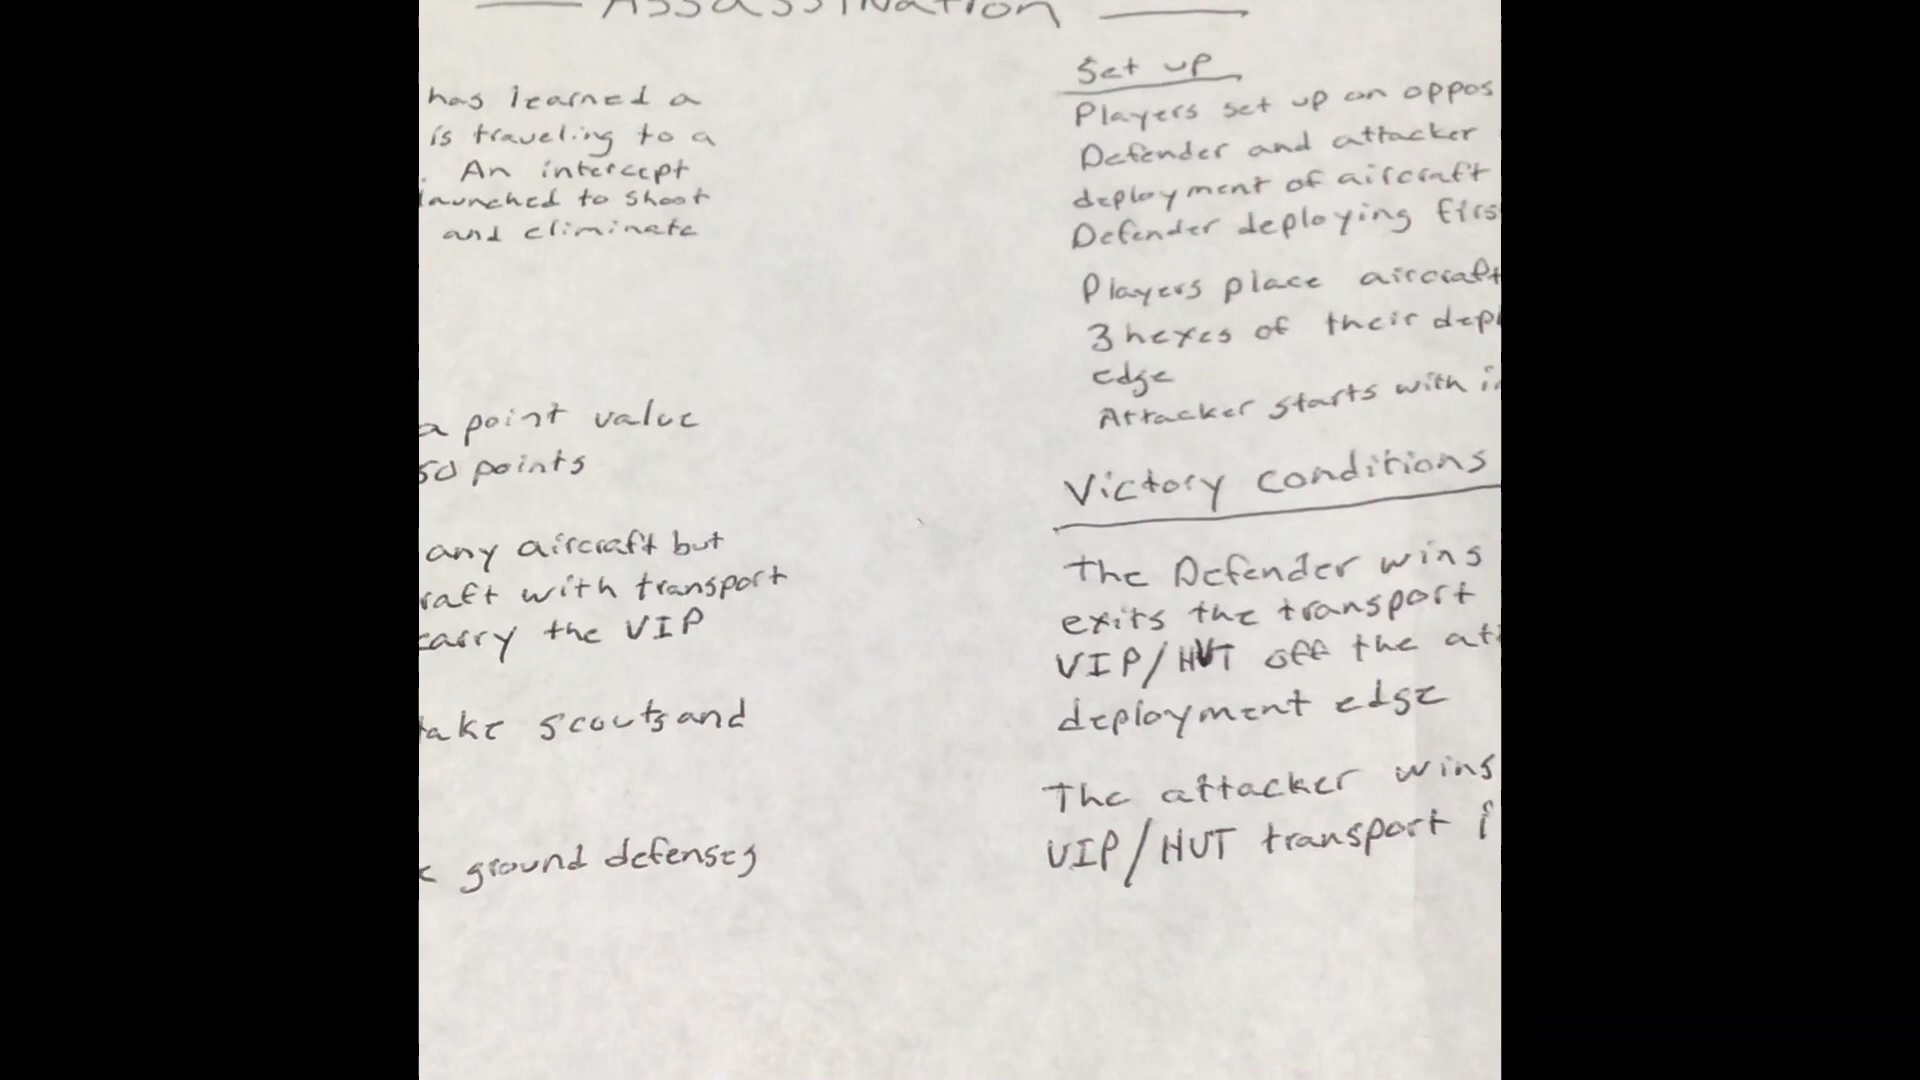 Assassination
has learned a
is traveling to a
. An intercept
launched to shoot
and eliminate
a point value
50 points
any aircraft but
raft with transport
carry the VIP
take scouts and
ground defenses
Set up
Players set up on oppos
Defender and attacker
deployment of aircraft
Defender deploying firs
Players place aircraft
3 hexes of their depl
edge
Attacker starts with i
Victory conditions
The Defender wins
exits the transport
VIP/HVT off the att
deployment edge
The attacker wins
VIP/HVT transport i